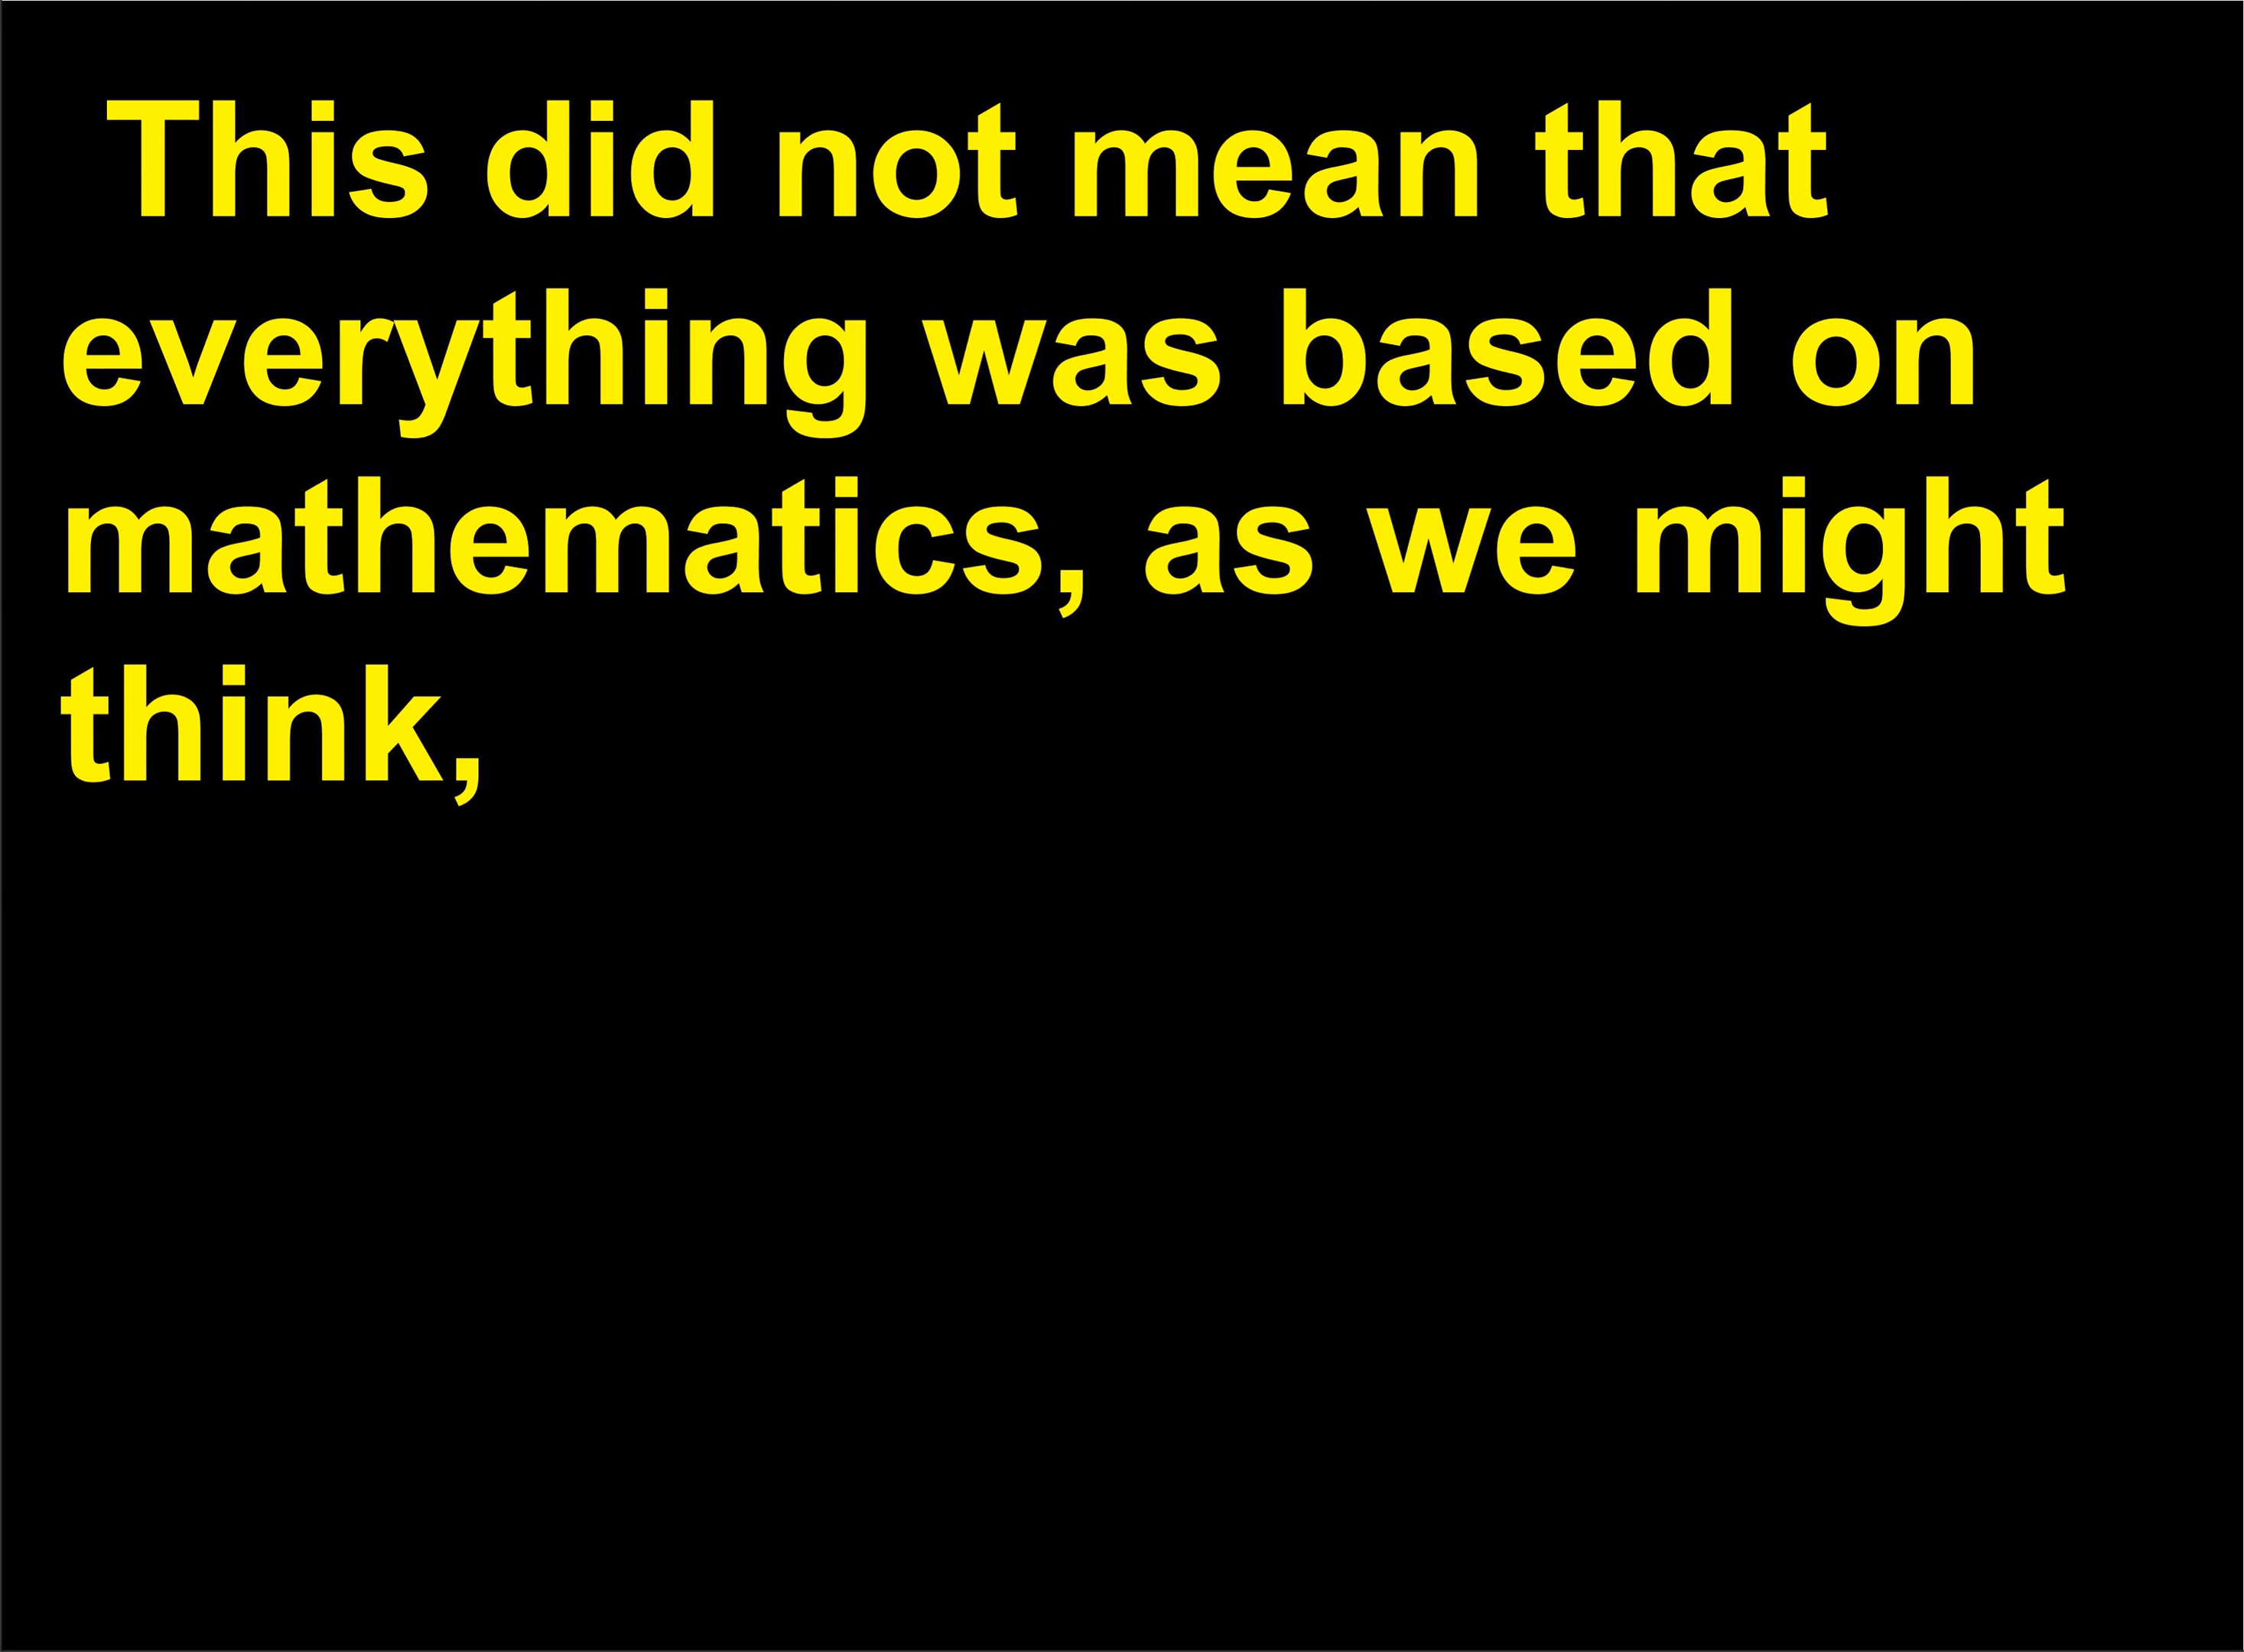 This did not mean that
everything was based on
mathematics, as we might
think,